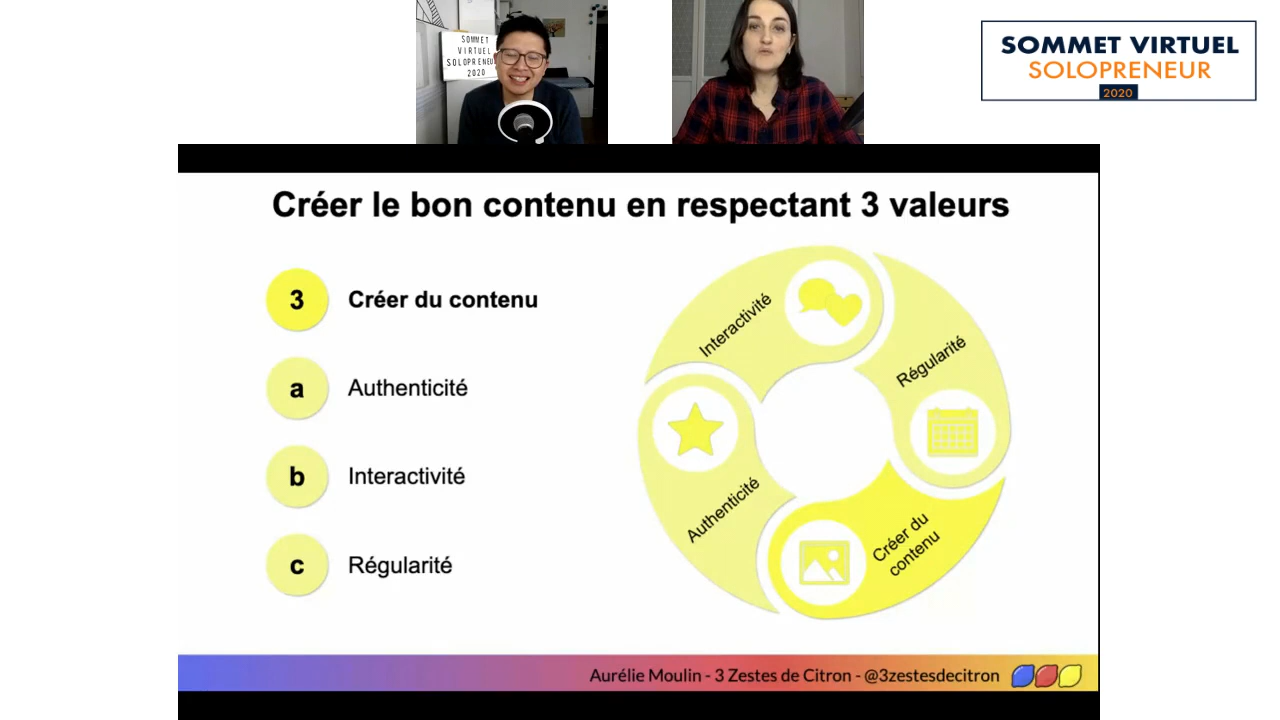 SOMMET
VIRTUEL
SOLOPRENEU
2020
SOMMET VIRTUEL
SOLOPRENEUR
2020
Créer le bon contenu en respectant 3 valeurs
3 Créer du contenu
a Authenticité
b Interactivité
c Régularité
Interactivité
Régularité
Authenticité
Créer du
contenu
Aurélie Moulin - 3 Zestes de Citron - @3zestesdecitron